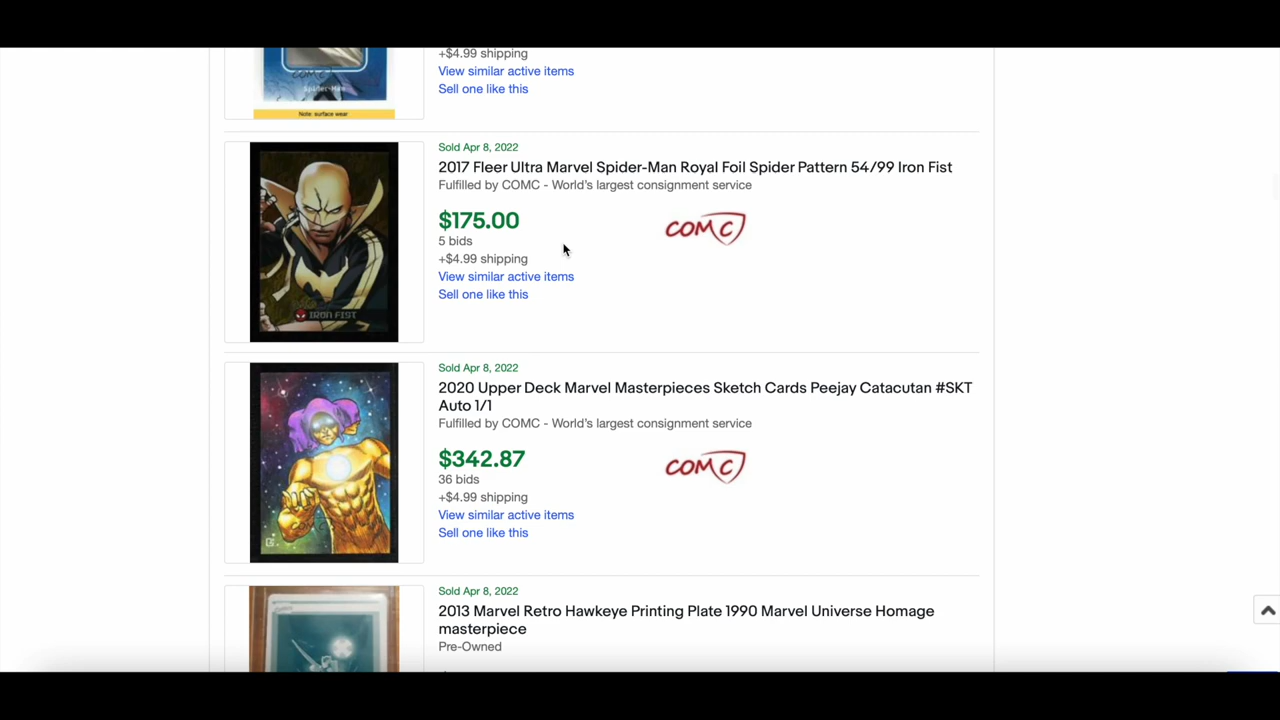 +$4.99 shipping
View similar active items
Sell one like this
Spider-Man
Note: surface wear
Sold Apr 8, 2022
2017 Fleer Ultra Marvel Spider-Man Royal Foil Spider Pattern 54/99 Iron Fist
Fulfilled by COMC - World's largest consignment service
$175.00
COMC
5 bids
+$4.99 shipping
View similar active items
Sell one like this
IRON FIST
Sold Apr 8, 2022
2020 Upper Deck Marvel Masterpieces Sketch Cards Peejay Catacutan #SKT
Auto 1/1
Fulfilled by COMC - World's largest consignment service
$342.87
COMC
36 bids
+$4.99 shipping
View similar active items
Sell one like this
Sold Apr 8, 2022
2013 Marvel Retro Hawkeye Printing Plate 1990 Marvel Universe Homage
masterpiece
Pre-Owned